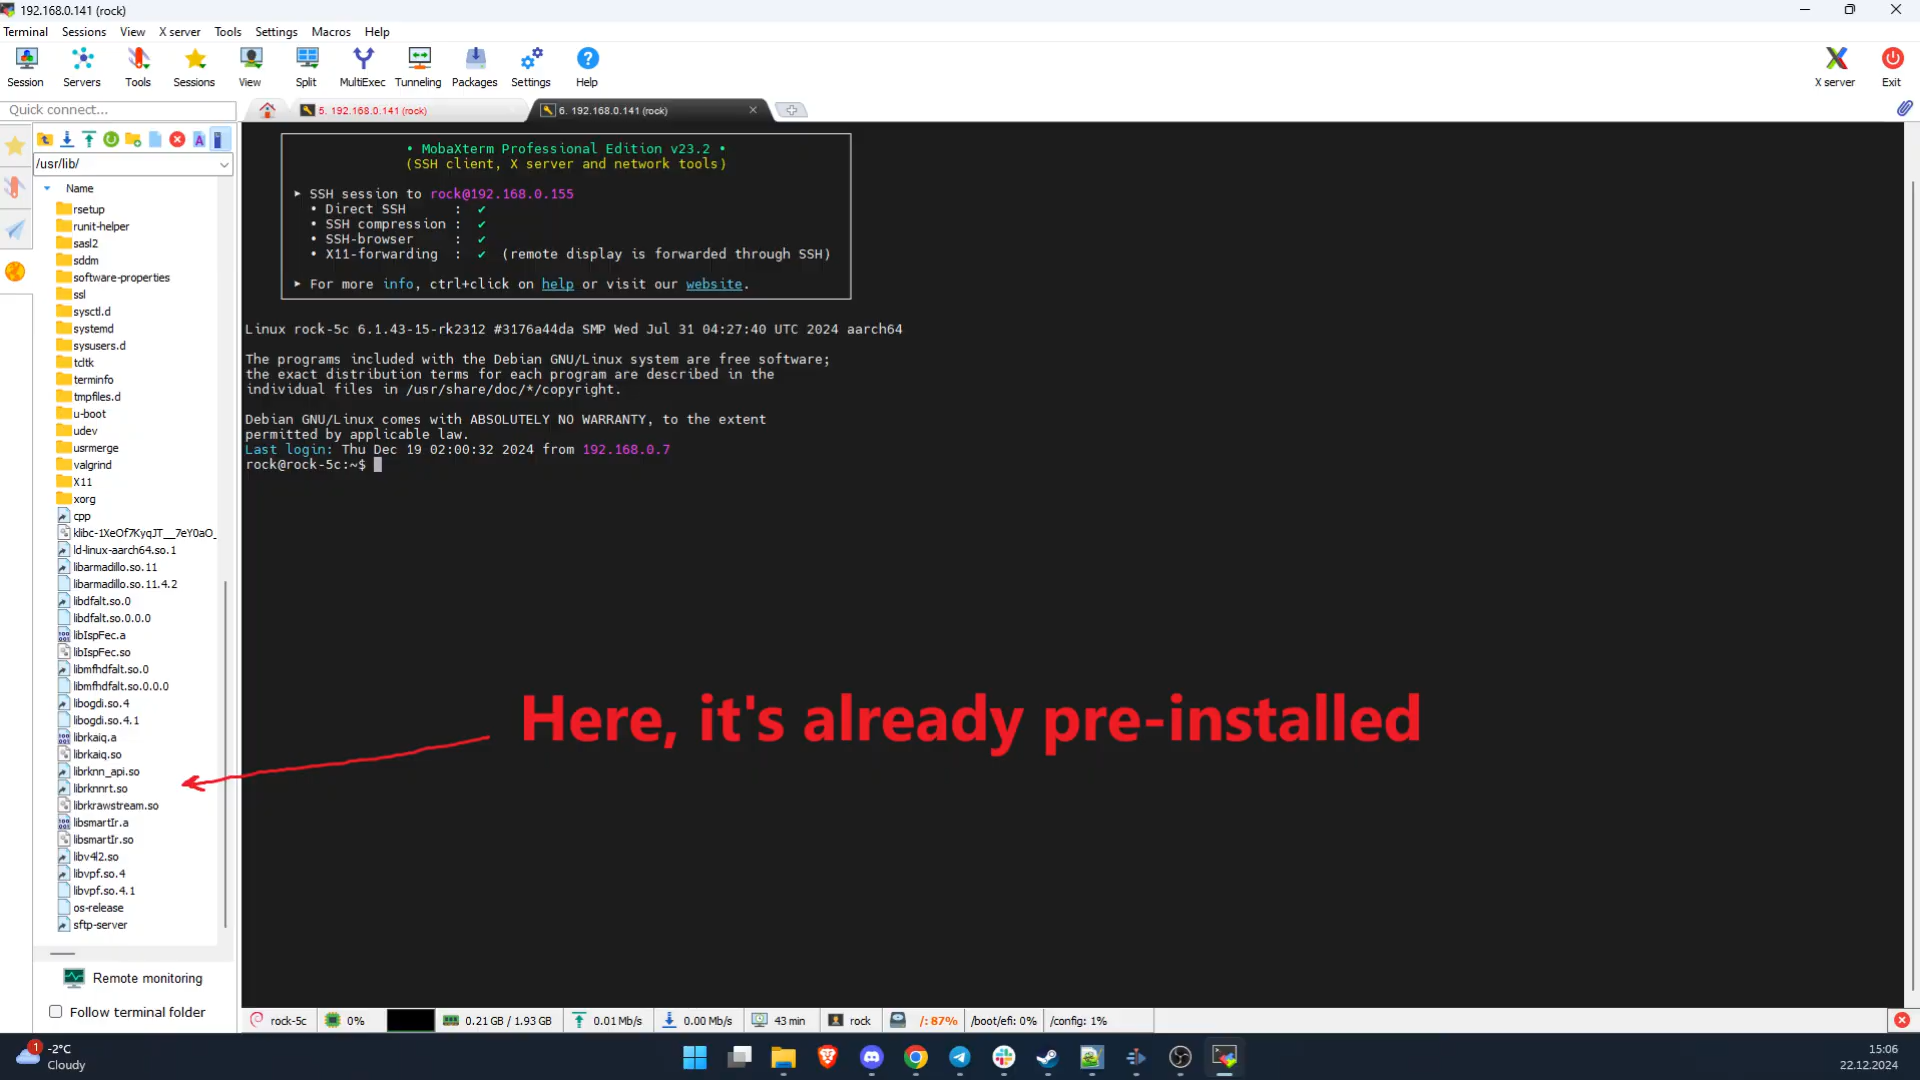 192.168.0.141 (rock)
Terminal Sessions View X server Tools Settings Macros Help
Session Servers Tools Sessions View Split MultiExec Tunneling Packages Settings Help X server Exit
Quick connect...
5. 192.168.0.141 (rock)
6. 192.168.0.141 (rock)
/usr/lib/
Name
rsetup
runit-helper
sasl2
sddm
software-properties
ssl
sysctl.d
systemd
sysusers.d
tcltk
terminfo
tmpfiles.d
u-boot
udev
usrmerge
valgrind
X11
xorg
cpp
klibc-1XeOf7KyqJT__7eY0aO_
ld-linux-aarch64.so.1
libarmadillo.so.11
libarmadillo.so.11.4.2
libdfalt.so.0
libdfalt.so.0.0.0
libIspFec.a
libIspFec.so
libmfhdfalt.so.0
libmfhdfalt.so.0.0.0
libogdi.so.4
libogdi.so.4.1
librkaiq.a
librkaiq.so
librknn_api.so
librknnrt.so
librkrawstream.so
libsmartIr.a
libsmartIr.so
libv4l2.so
libvpf.so.4
libvpf.so.4.1
os-release
sftp-server
Remote monitoring
Follow terminal folder
• MobaXterm Professional Edition v23.2 •
(SSH client, X server and network tools)
▸ SSH session to rock@192.168.0.155
• Direct SSH : ✔
• SSH compression : ✔
• SSH-browser : ✔
• X11-forwarding : ✔ (remote display is forwarded through SSH)
▸ For more info, ctrl+click on help or visit our website.
Linux rock-5c 6.1.43-15-rk2312 #3176a44da SMP Wed Jul 31 04:27:40 UTC 2024 aarch64
The programs included with the Debian GNU/Linux system are free software;
the exact distribution terms for each program are described in the
individual files in /usr/share/doc/*/copyright.
Debian GNU/Linux comes with ABSOLUTELY NO WARRANTY, to the extent
permitted by applicable law.
Last login: Thu Dec 19 02:00:32 2024 from 192.168.0.7
rock@rock-5c:~$
Here, it's already pre-installed
rock-5c 0% 0.21 GB / 1.93 GB 0.01 Mb/s 0.00 Mb/s 43 min rock /: 87% /boot/efi: 0% /config: 1%
1
-2°C
Cloudy
15:06
22.12.2024